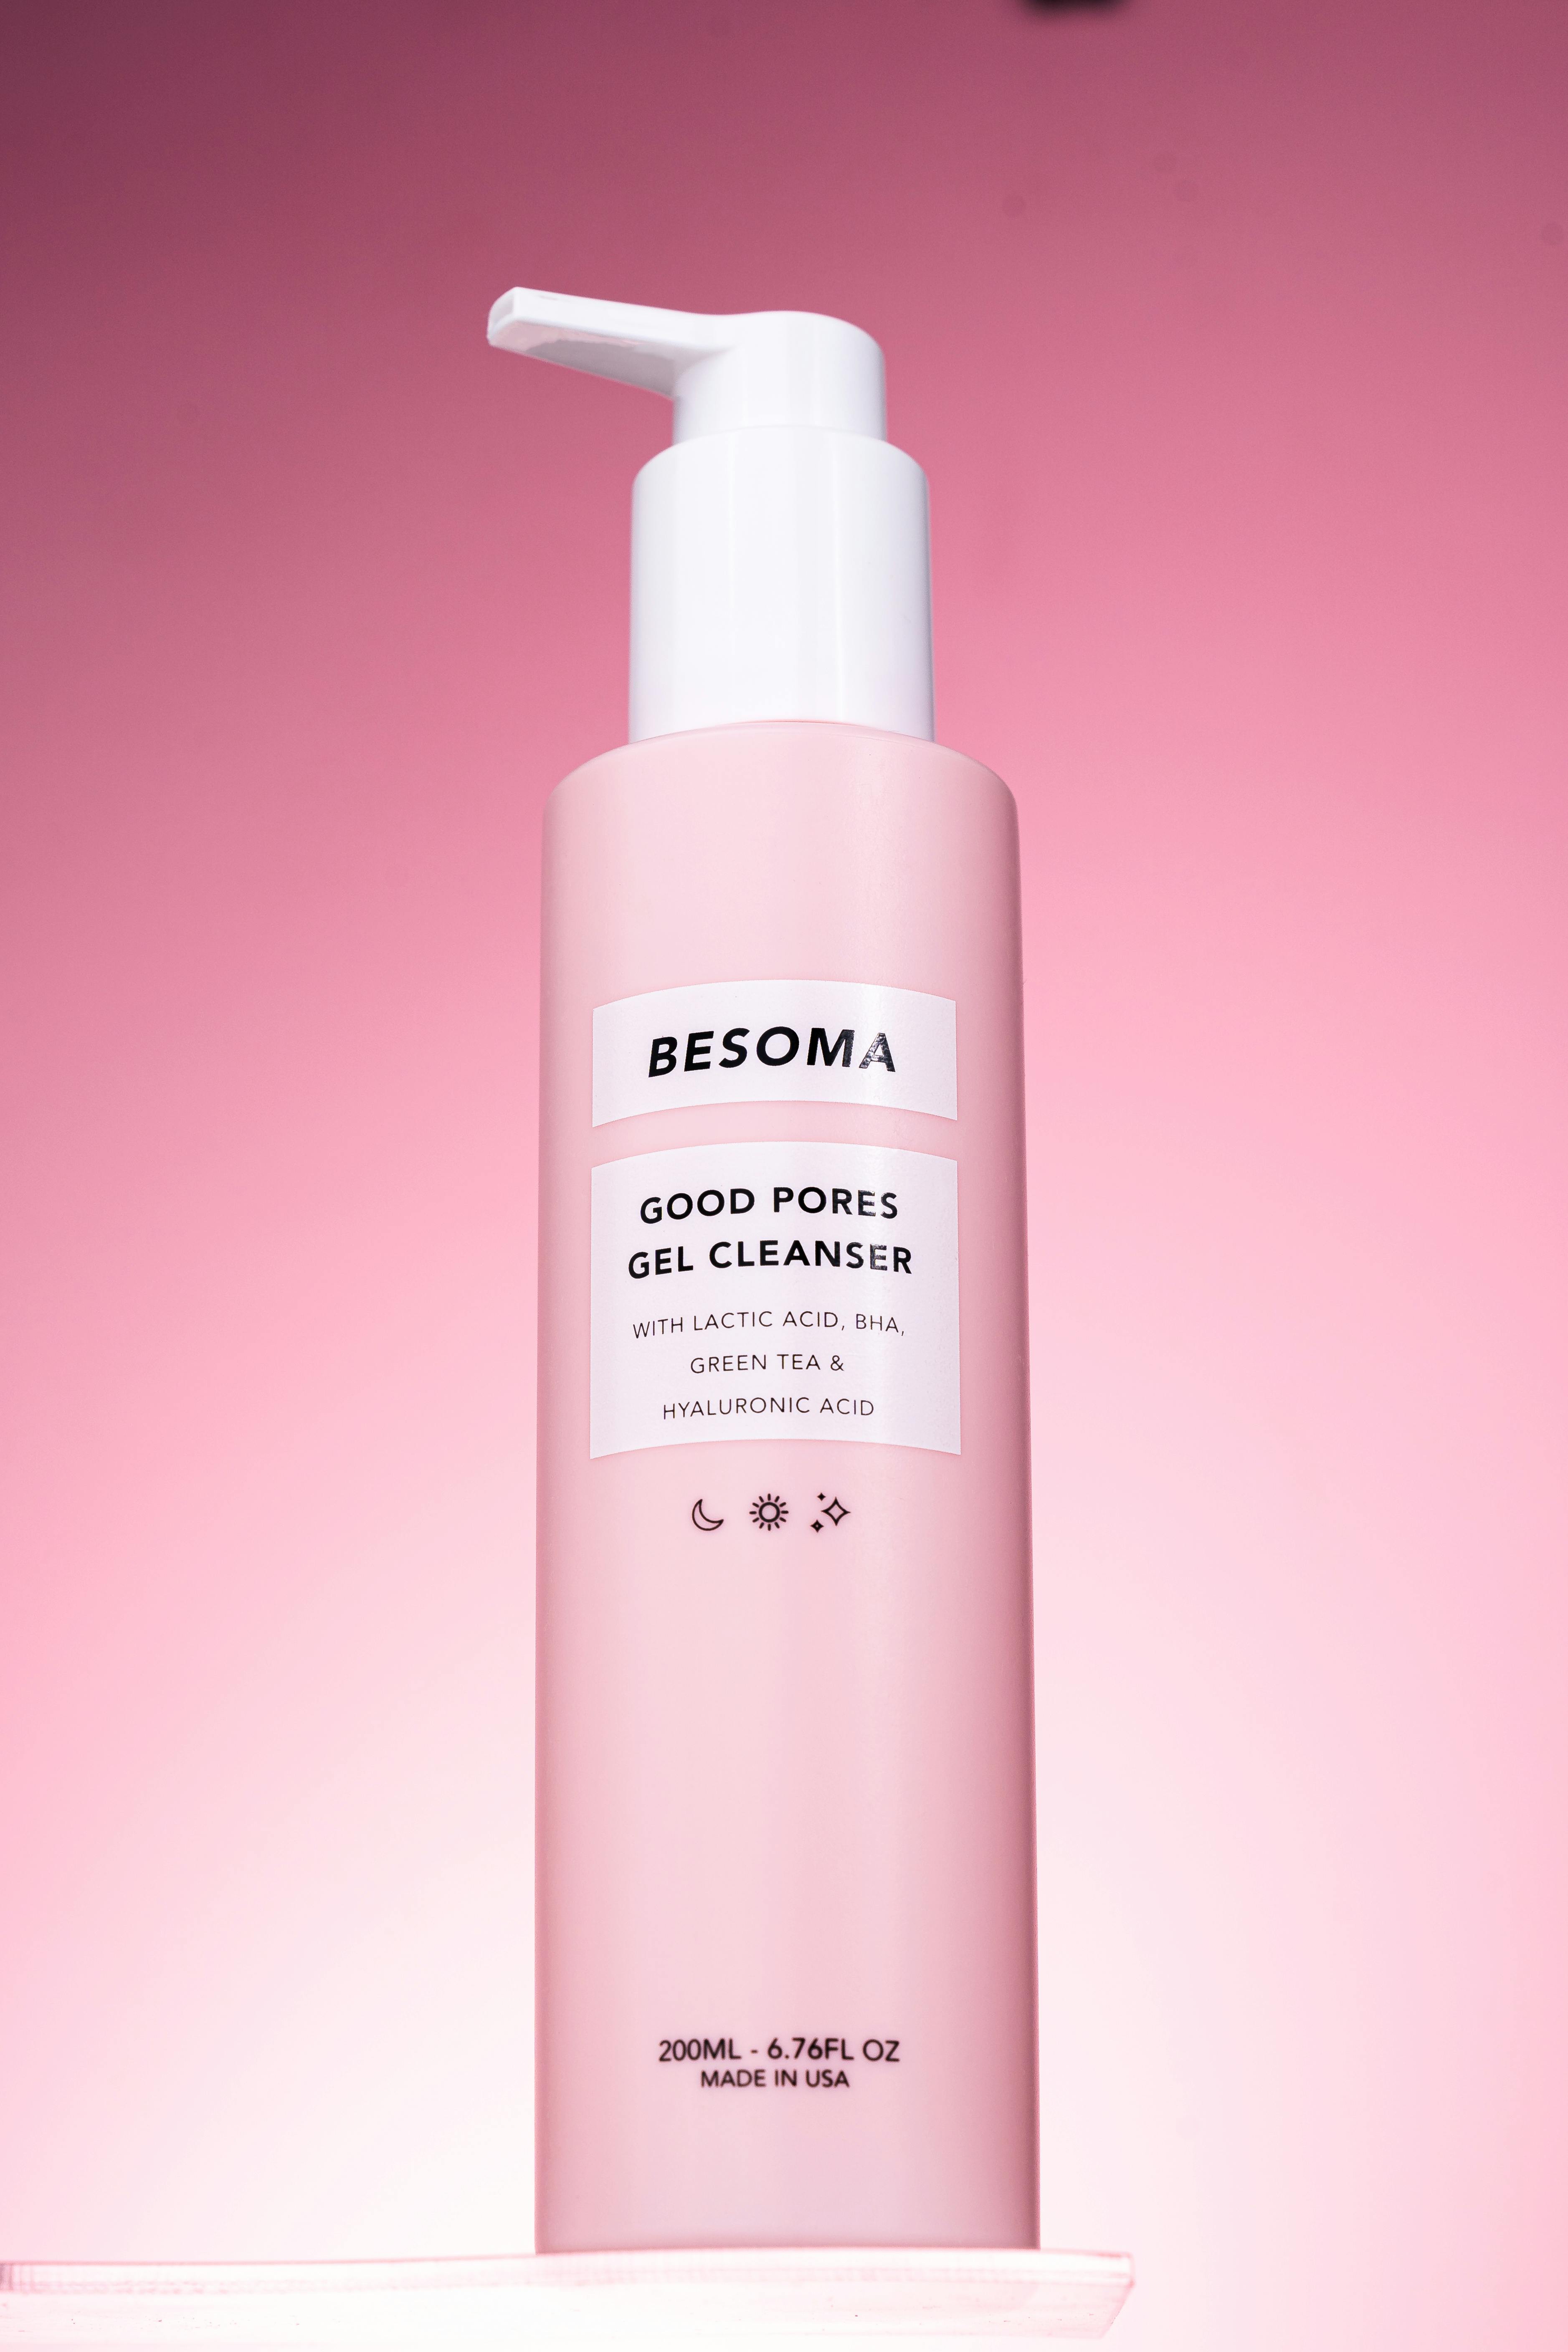 BESOMA
GOOD PORES
GEL CLEANSER
WITH LACTIC ACID, BHA,
GREEN TEA &
HYALURONIC ACID
200ML - 6.76FL OZ
MADE IN USA